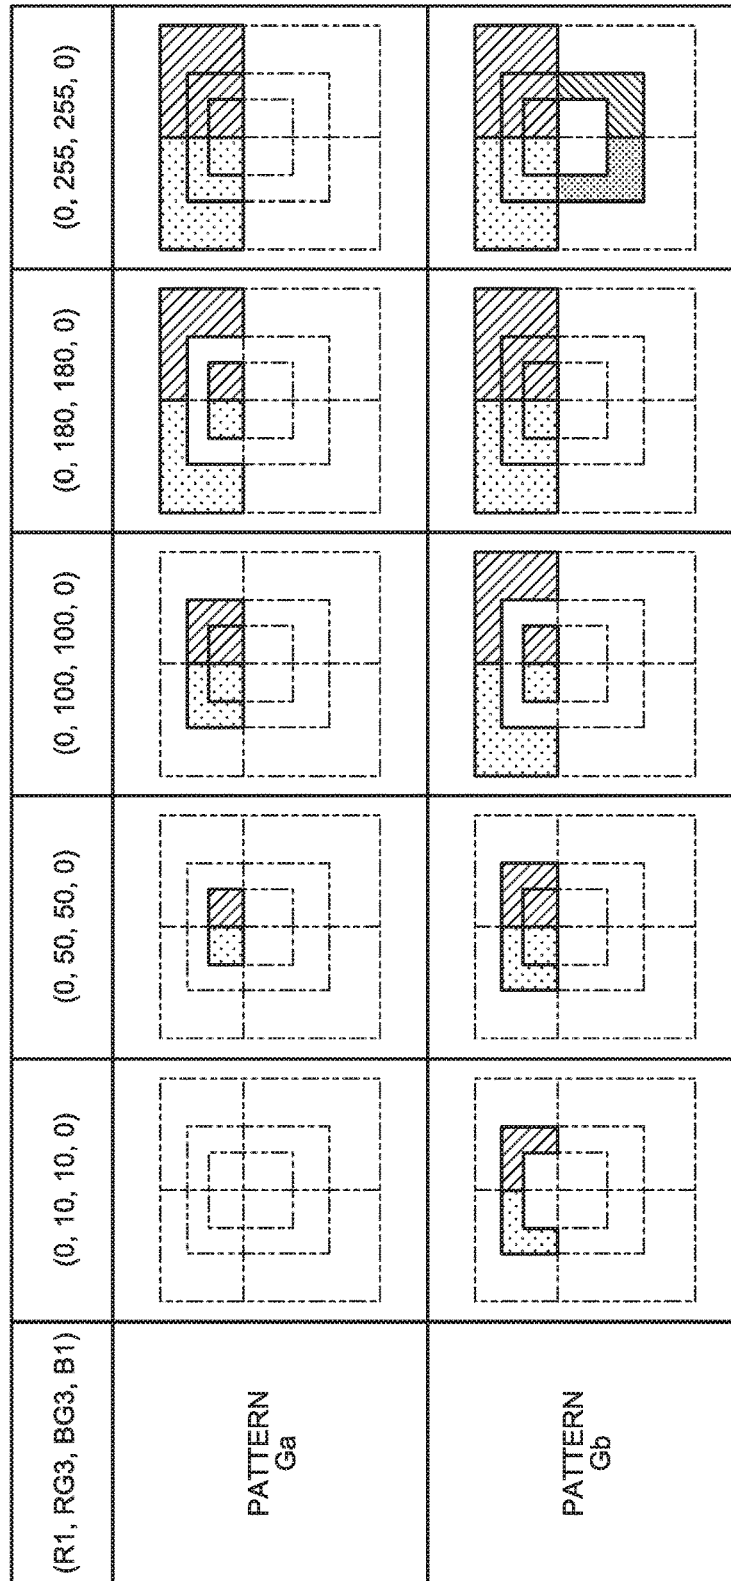 (R1, RG3, BG3, B1)
(0, 10, 10, 0)
(0, 50, 50, 0)
(0, 100, 100, 0)
(0, 180, 180, 0)
(0, 255, 255, 0)
PATTERN
Ga
PATTERN
Gb